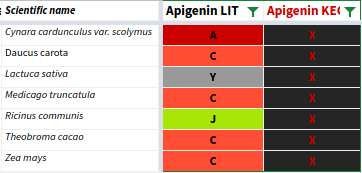 Scientific name Apigenin LIT Apigenin KEG
Cynara cardunculus var. scolymus A X
Daucus carota C X
Lactuca sativa Y X
Medicago truncatula C X
Ricinus communis J X
Theobroma cacao C X
Zea mays C X